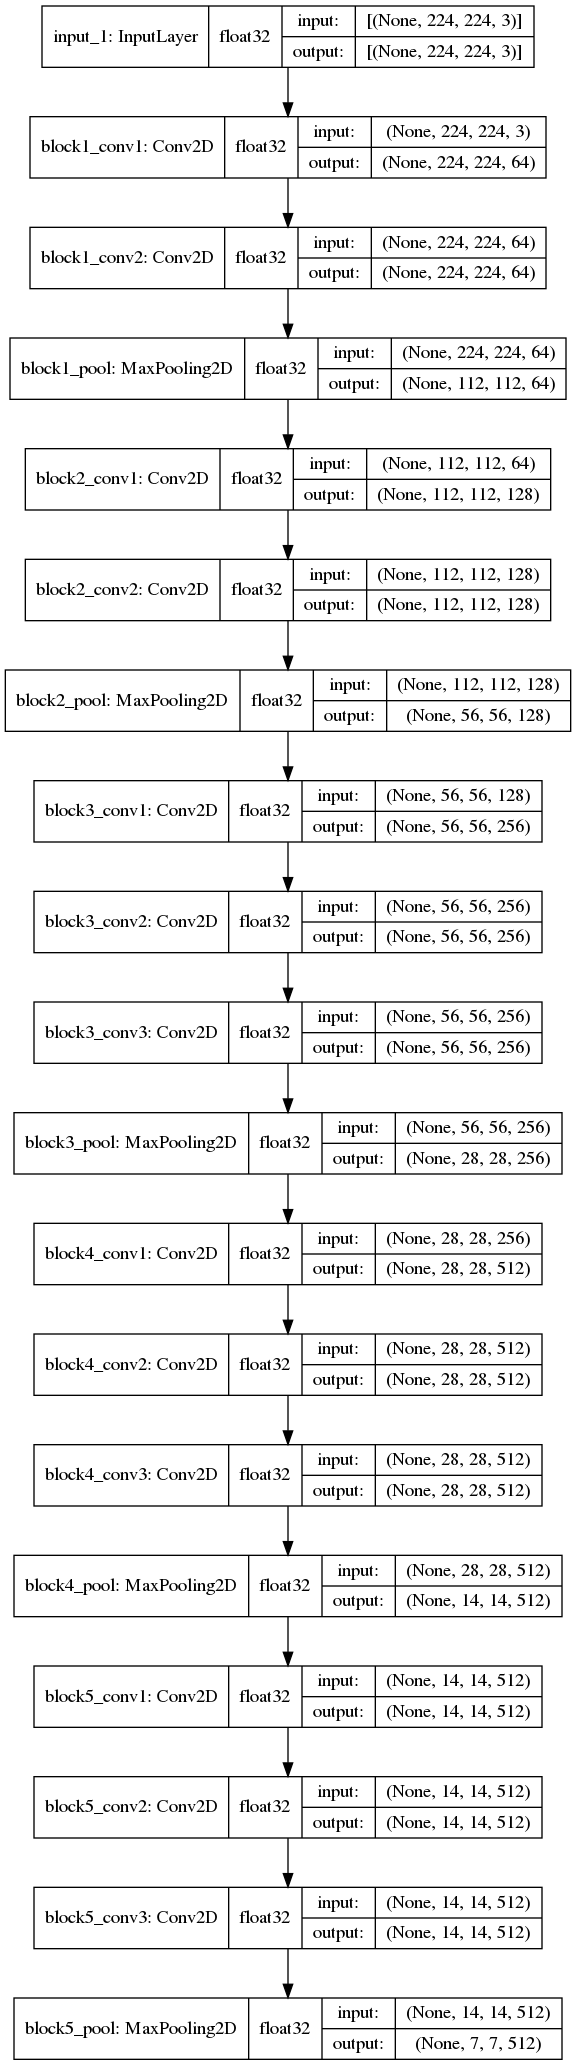 input_1: InputLayer float32 input: [(None, 224, 224, 3)]
output: [(None, 224, 224, 3)]
block1_conv1: Conv2D float32 input: (None, 224, 224, 3)
output: (None, 224, 224, 64)
block1_conv2: Conv2D float32 input: (None, 224, 224, 64)
output: (None, 224, 224, 64)
block1_pool: MaxPooling2D float32 input: (None, 224, 224, 64)
output: (None, 112, 112, 64)
block2_conv1: Conv2D float32 input: (None, 112, 112, 64)
output: (None, 112, 112, 128)
block2_conv2: Conv2D float32 input: (None, 112, 112, 128)
output: (None, 112, 112, 128)
block2_pool: MaxPooling2D float32 input: (None, 112, 112, 128)
output: (None, 56, 56, 128)
block3_conv1: Conv2D float32 input: (None, 56, 56, 128)
output: (None, 56, 56, 256)
block3_conv2: Conv2D float32 input: (None, 56, 56, 256)
output: (None, 56, 56, 256)
block3_conv3: Conv2D float32 input: (None, 56, 56, 256)
output: (None, 56, 56, 256)
block3_pool: MaxPooling2D float32 input: (None, 56, 56, 256)
output: (None, 28, 28, 256)
block4_conv1: Conv2D float32 input: (None, 28, 28, 256)
output: (None, 28, 28, 512)
block4_conv2: Conv2D float32 input: (None, 28, 28, 512)
output: (None, 28, 28, 512)
block4_conv3: Conv2D float32 input: (None, 28, 28, 512)
output: (None, 28, 28, 512)
block4_pool: MaxPooling2D float32 input: (None, 28, 28, 512)
output: (None, 14, 14, 512)
block5_conv1: Conv2D float32 input: (None, 14, 14, 512)
output: (None, 14, 14, 512)
block5_conv2: Conv2D float32 input: (None, 14, 14, 512)
output: (None, 14, 14, 512)
block5_conv3: Conv2D float32 input: (None, 14, 14, 512)
output: (None, 14, 14, 512)
block5_pool: MaxPooling2D float32 input: (None, 14, 14, 512)
output: (None, 7, 7, 512)